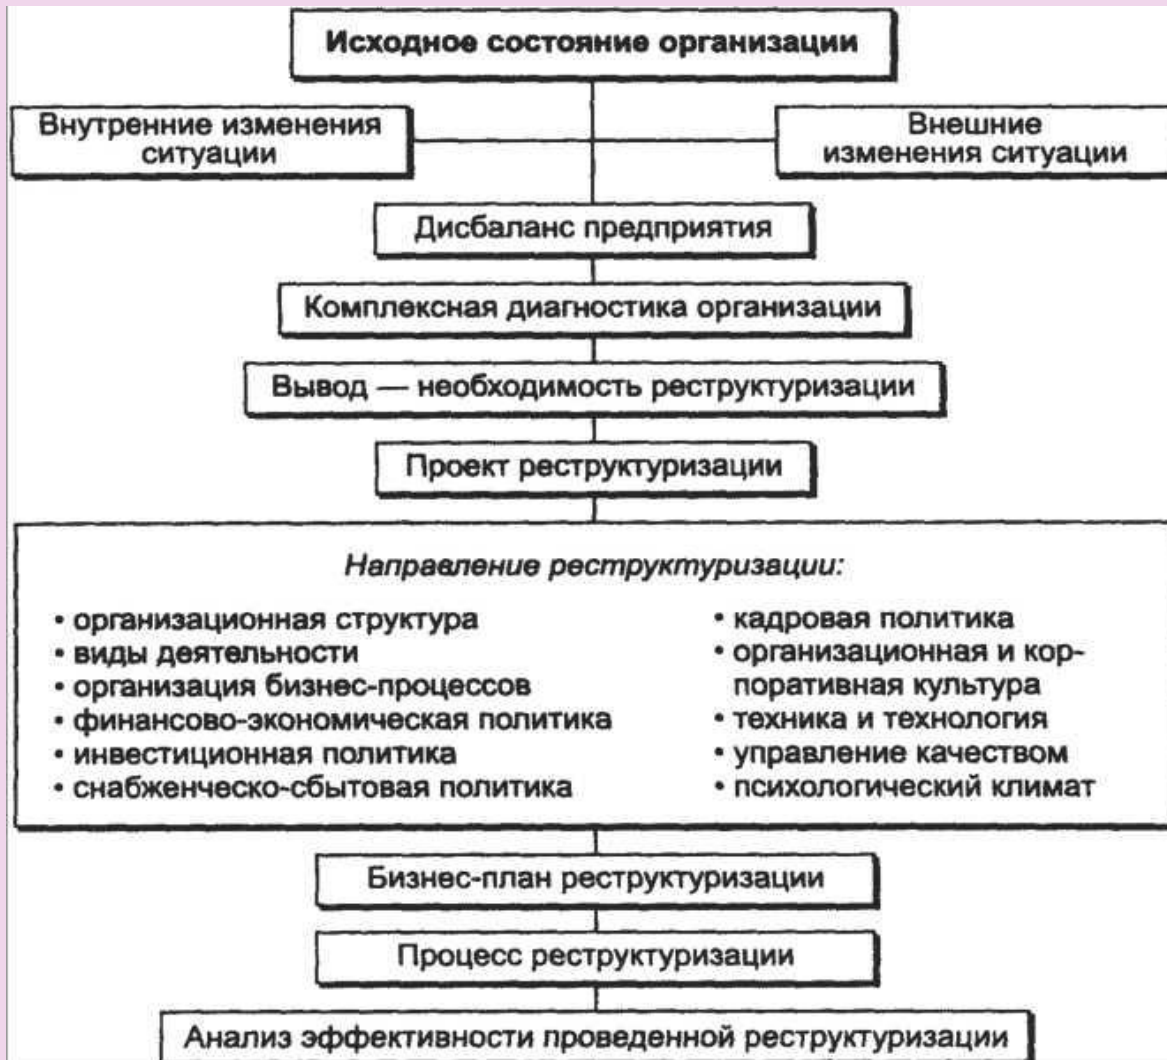 Исходное состояние организации
Внутренние изменения
ситуации
Внешние
изменения ситуации
Дисбаланс предприятия
Комплексная диагностика организации
Вывод — необходимость реструктуризации
Проект реструктуризации
Направление реструктуризации:
• организационная структура
• виды деятельности
• организация бизнес-процессов
• финансово-экономическая политика
• инвестиционная политика
• снабженческо-сбытовая политика
• кадровая политика
• организационная и кор-
поративная культура
• техника и технология
• управление качеством
• психологический климат
Бизнес-план реструктуризации
Процесс реструктуризации
Анализ эффективности проведенной реструктуризации